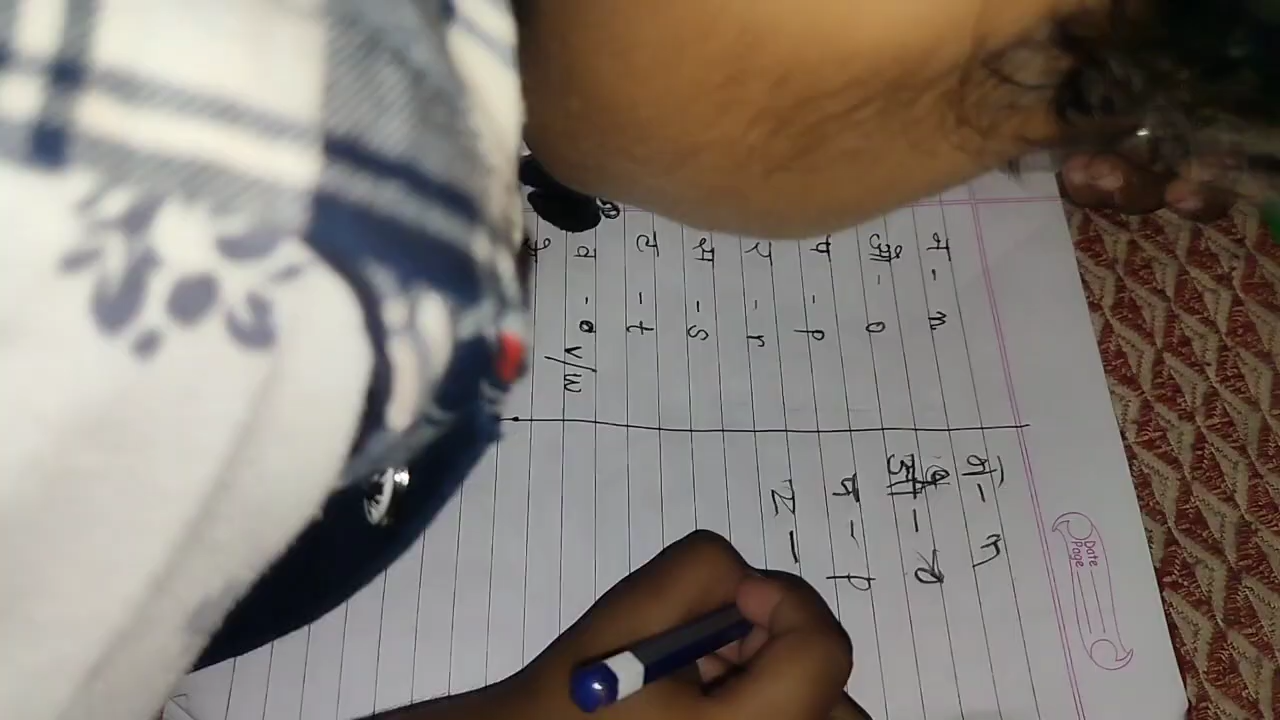 Date
Page
न - n
ओ - o
प - p
र - r
स - s
ट - t
व - v/w
न - n
ओ - o
प - p
र -